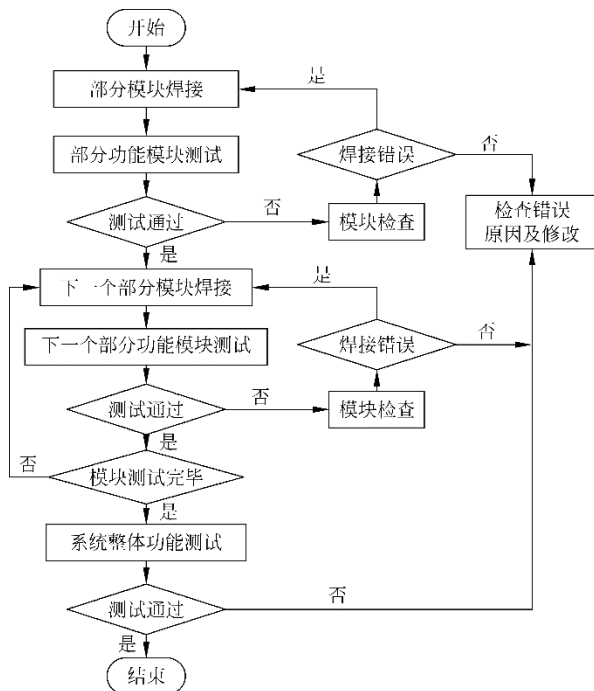 开始
是
部分模块焊接
部分功能模块测试
焊接错误
否
测试通过
否
模块检查
检查错误
原因及修改
是
下一个部分模块焊接
是
下一个部分功能模块测试
焊接错误
否
测试通过
否
模块检查
是
否
模块测试完毕
是
系统整体功能测试
测试通过
否
是
结束